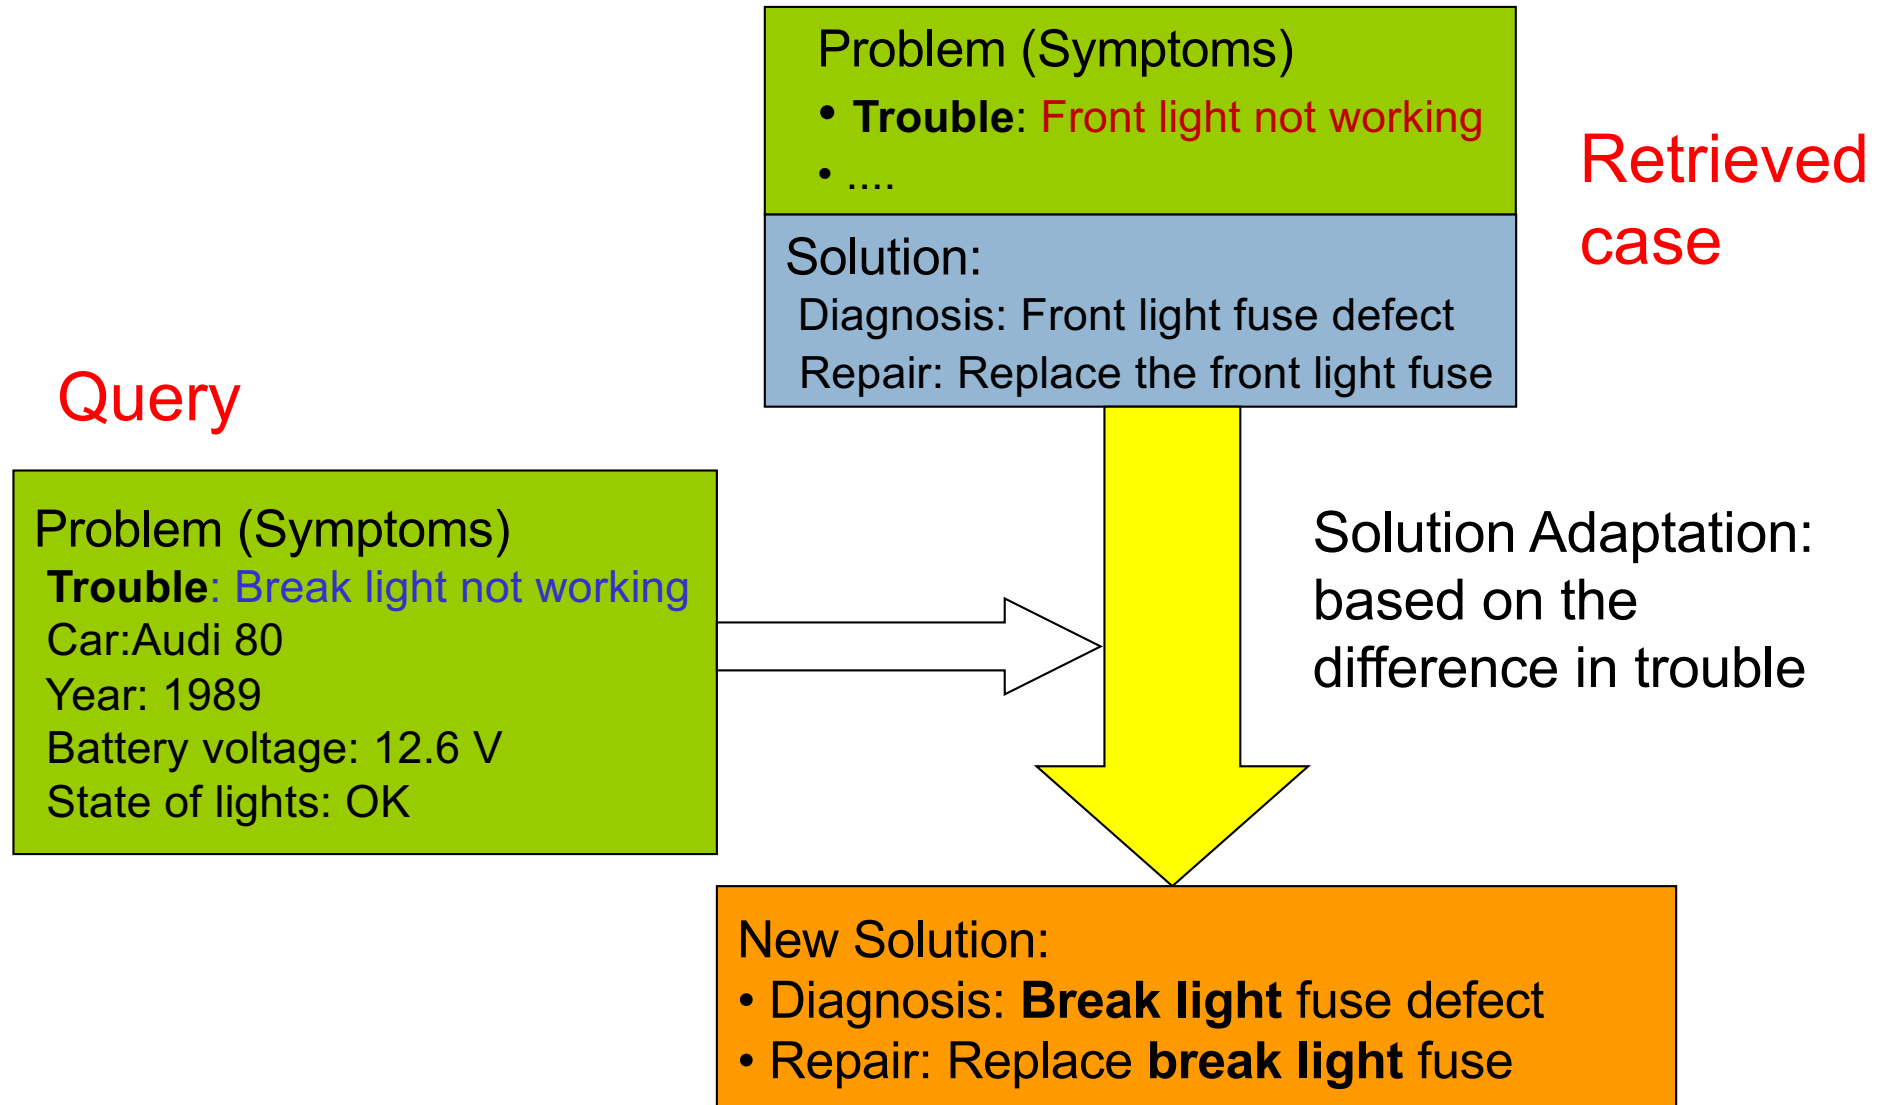 Problem (Symptoms)
• Trouble: Front light not working
• ....
Retrieved
case
Solution:
Diagnosis: Front light fuse defect
Repair: Replace the front light fuse
Query
Problem (Symptoms)
Trouble: Break light not working
Car:Audi 80
Year: 1989
Battery voltage: 12.6 V
State of lights: OK
Solution Adaptation:
based on the
difference in trouble
New Solution:
• Diagnosis: Break light fuse defect
• Repair: Replace break light fuse